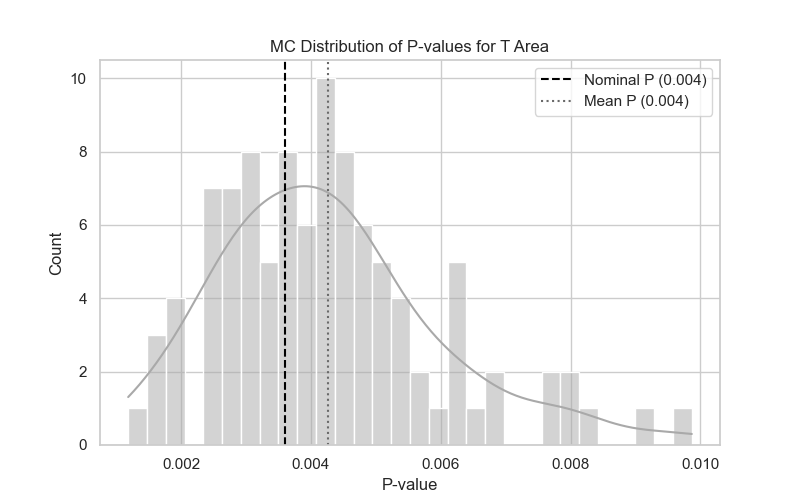 MC Distribution of P-values for T Area
Nominal P (0.004)
Mean P (0.004)
10
8
6
4
2
0
Count
0.002 0.004 0.006 0.008 0.010
P-value